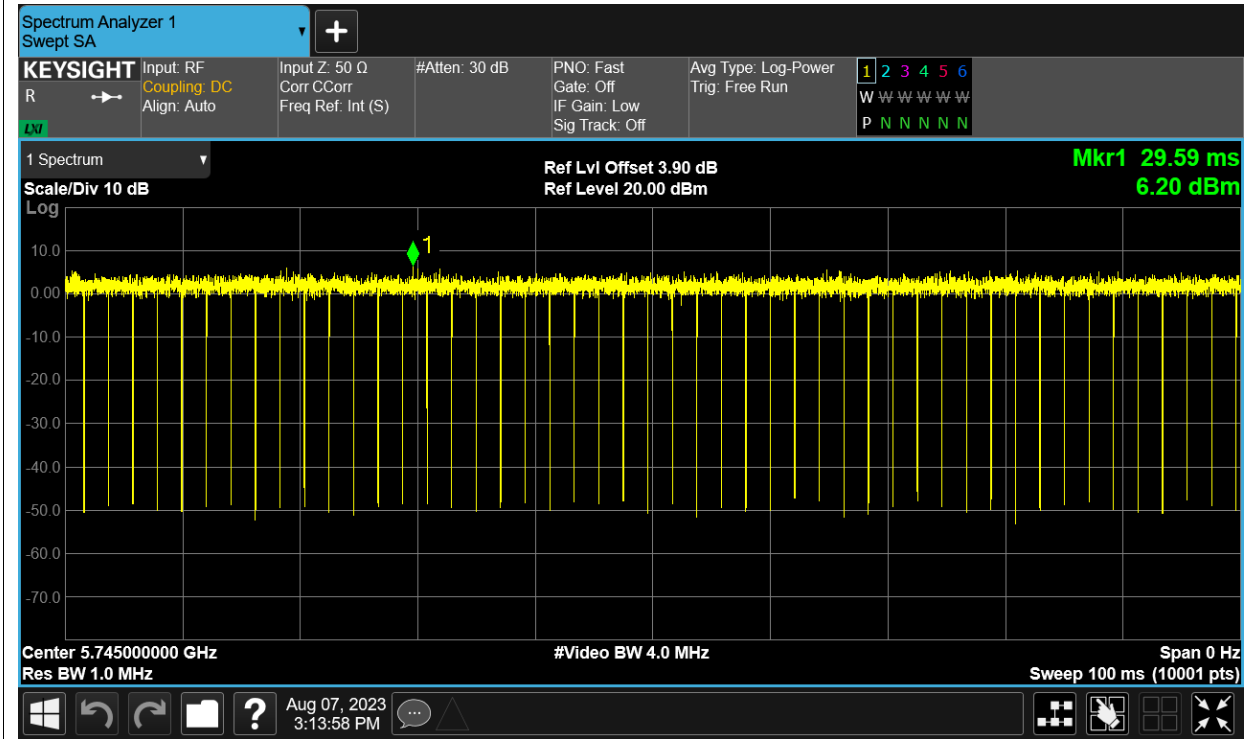 Spectrum Analyzer 1
Swept SA
KEYSIGHT
R
LXI
Input: RF
Coupling: DC
Align: Auto
Input Z: 50 Ω
Corr CCorr
Freq Ref: Int (S)
#Atten: 30 dB
PNO: Fast
Gate: Off
IF Gain: Low
Sig Track: Off
Avg Type: Log-Power
Trig: Free Run
1 2 3 4 5 6
W W W W W W
P N N N N N
1 Spectrum
Scale/Div 10 dB
Log
Ref Lvl Offset 3.90 dB
Ref Level 20.00 dBm
Mkr1 29.59 ms
6.20 dBm
1
10.0
0.00
-10.0
-20.0
-30.0
-40.0
-50.0
-60.0
-70.0
Center 5.745000000 GHz
Res BW 1.0 MHz
#Video BW 4.0 MHz
Span 0 Hz
Sweep 100 ms (10001 pts)
?
Aug 07, 2023
3:13:58 PM